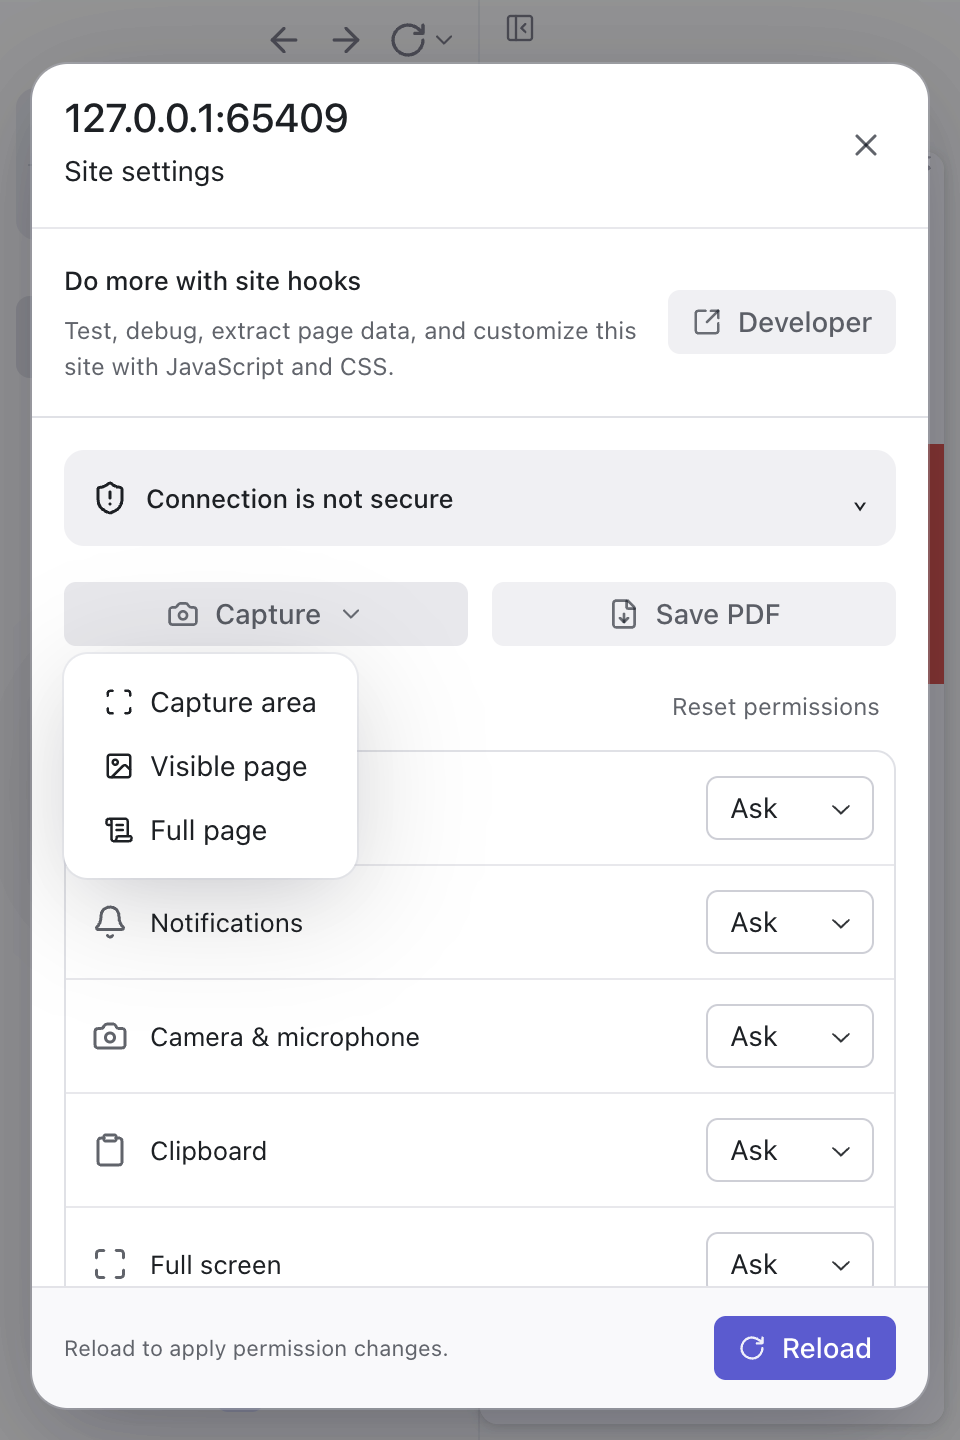 127.0.0.1:65409
Site settings
Do more with site hooks
Test, debug, extract page data, and customize this
site with JavaScript and CSS.
Developer
Connection is not secure
Capture
Save PDF
Capture area
Visible page
Full page
Reset permissions
Ask
Notifications
Ask
Camera & microphone
Ask
Clipboard
Ask
Full screen
Ask
Reload to apply permission changes.
Reload